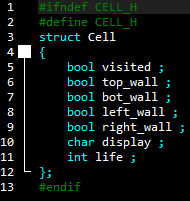 1 #ifndef CELL_H
2 #define CELL_H
3 struct Cell
4 {
5 bool visited ;
6 bool top_wall ;
7 bool bot_wall ;
8 bool left_wall ;
9 bool right_wall ;
10 char display ;
11 int life ;
12 };
13 #endif